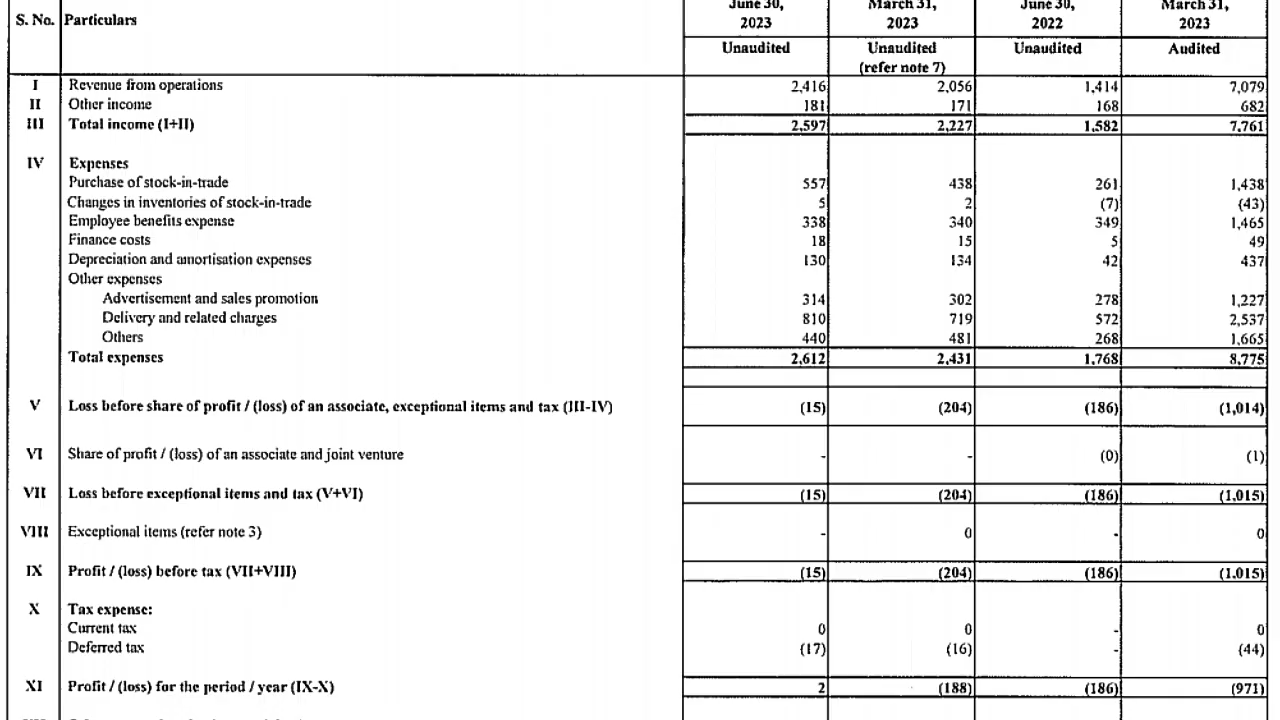 June 30, March 31, June 30, March 31,
S. No. Particulars 2023 2023 2022 2023
Unaudited Unaudited Unaudited Audited
(refer note 7)
I Revenue from operations 2,416 2,056 1,414 7,079
II Other income 181 171 168 682
III Total income (I+II) 2,597 2,227 1,582 7,761
IV Expenses
Purchase of stock-in-trade 557 438 261 1,438
Changes in inventories of stock-in-trade 5 2 (7) (43)
Employee benefits expense 338 340 349 1,465
Finance costs 18 15 5 49
Depreciation and amortisation expenses 130 134 42 437
Other expenses
Advertisement and sales promotion 314 302 278 1,227
Delivery and related charges 810 719 572 2,537
Others 440 481 268 1,665
Total expenses 2,612 2,431 1,768 8,775
V Loss before share of profit / (loss) of an associate, exceptional items and tax (III-IV) (15) (204) (186) (1,014)
VI Share of profit / (loss) of an associate and joint venture - - (0) (1)
VII Loss before exceptional items and tax (V+VI) (15) (204) (186) (1,015)
VIII Exceptional items (refer note 3) - 0 - 0
IX Profit / (loss) before tax (VII+VIII) (15) (204) (186) (1,015)
X Tax expense:
Current tax 0 0 - 0
Deferred tax (17) (16) - (44)
XI Profit / (loss) for the period / year (IX-X) 2 (188) (186) (971)